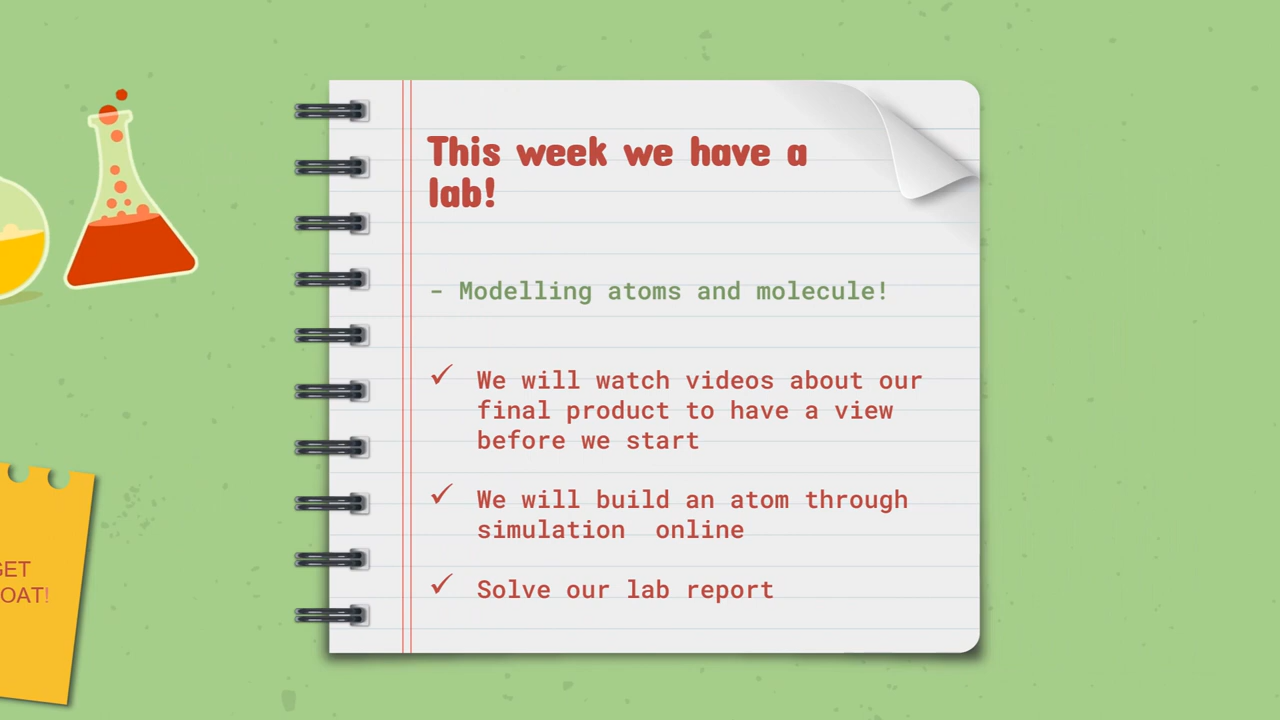 This week we have a
lab!
- Modelling atoms and molecule!
✓ We will watch videos about our
final product to have a view
before we start
✓ We will build an atom through
simulation  online
✓ Solve our lab report